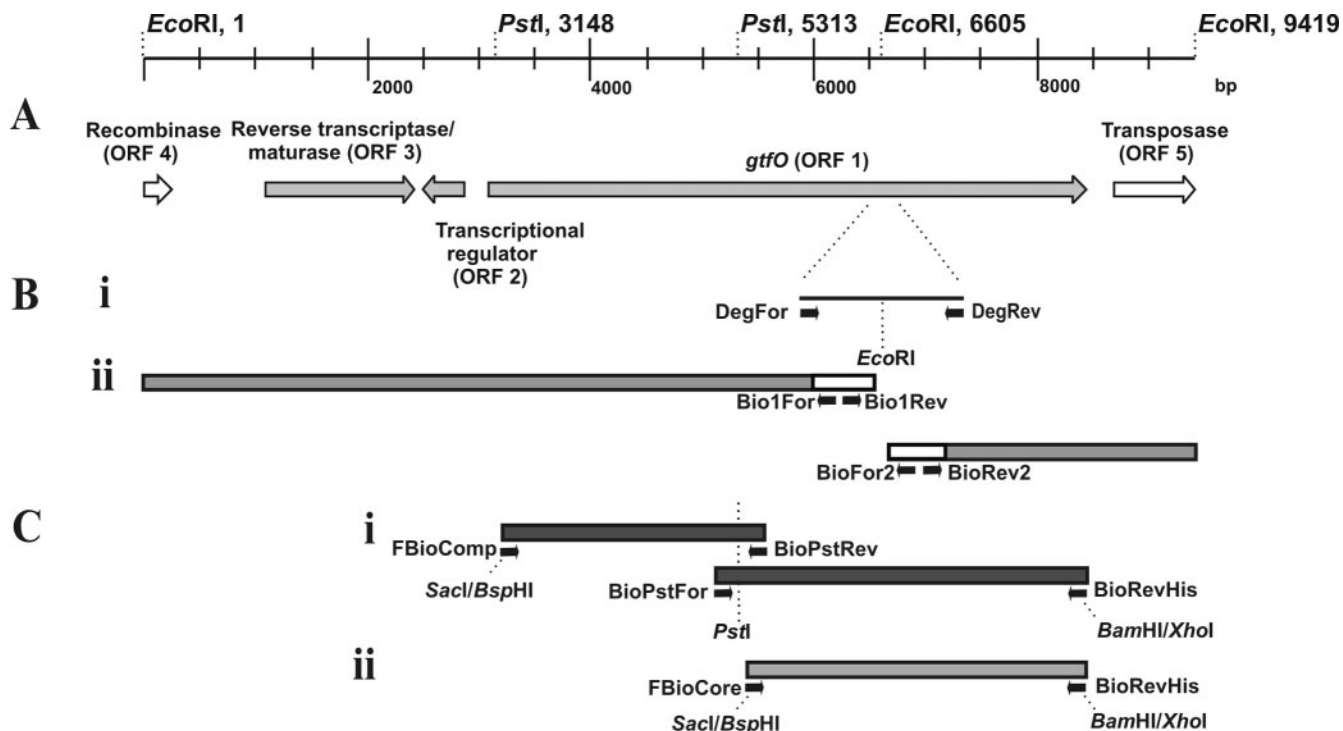 EcoRI, 1 PstI, 3148 PstI, 5313 EcoRI, 6605 EcoRI, 9419
2000 4000 6000 8000 bp
A
Recombinase
(ORF 4)
Reverse transcriptase/
maturase (ORF 3)
gtfO (ORF 1)
Transposase
(ORF 5)
Transcriptional
regulator
(ORF 2)
B i
DegFor DegRev
EcoRI
ii
Bio1For Bio1Rev
BioFor2 BioRev2
C i
FBioComp BioPstRev
SacI/BspHI
BioPstFor BioRevHis
PstI
BamHI/XhoI
ii
FBioCore BioRevHis
SacI/BspHI
BamHI/XhoI